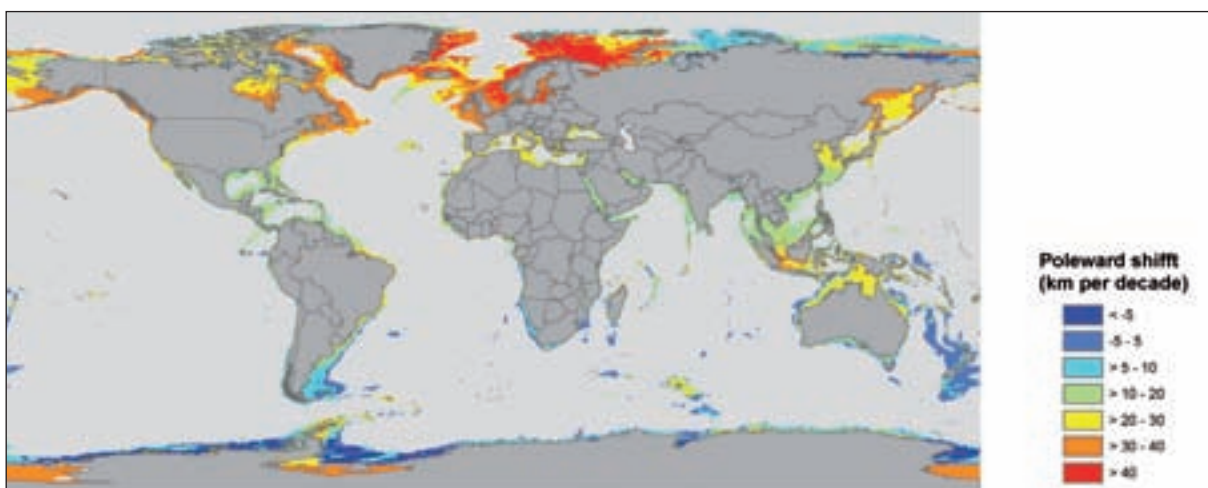 Poleward shifft
(km per decade)
< -5
-5 - 5
> 5 - 10
> 10 - 20
> 20 - 30
> 30 - 40
> 40